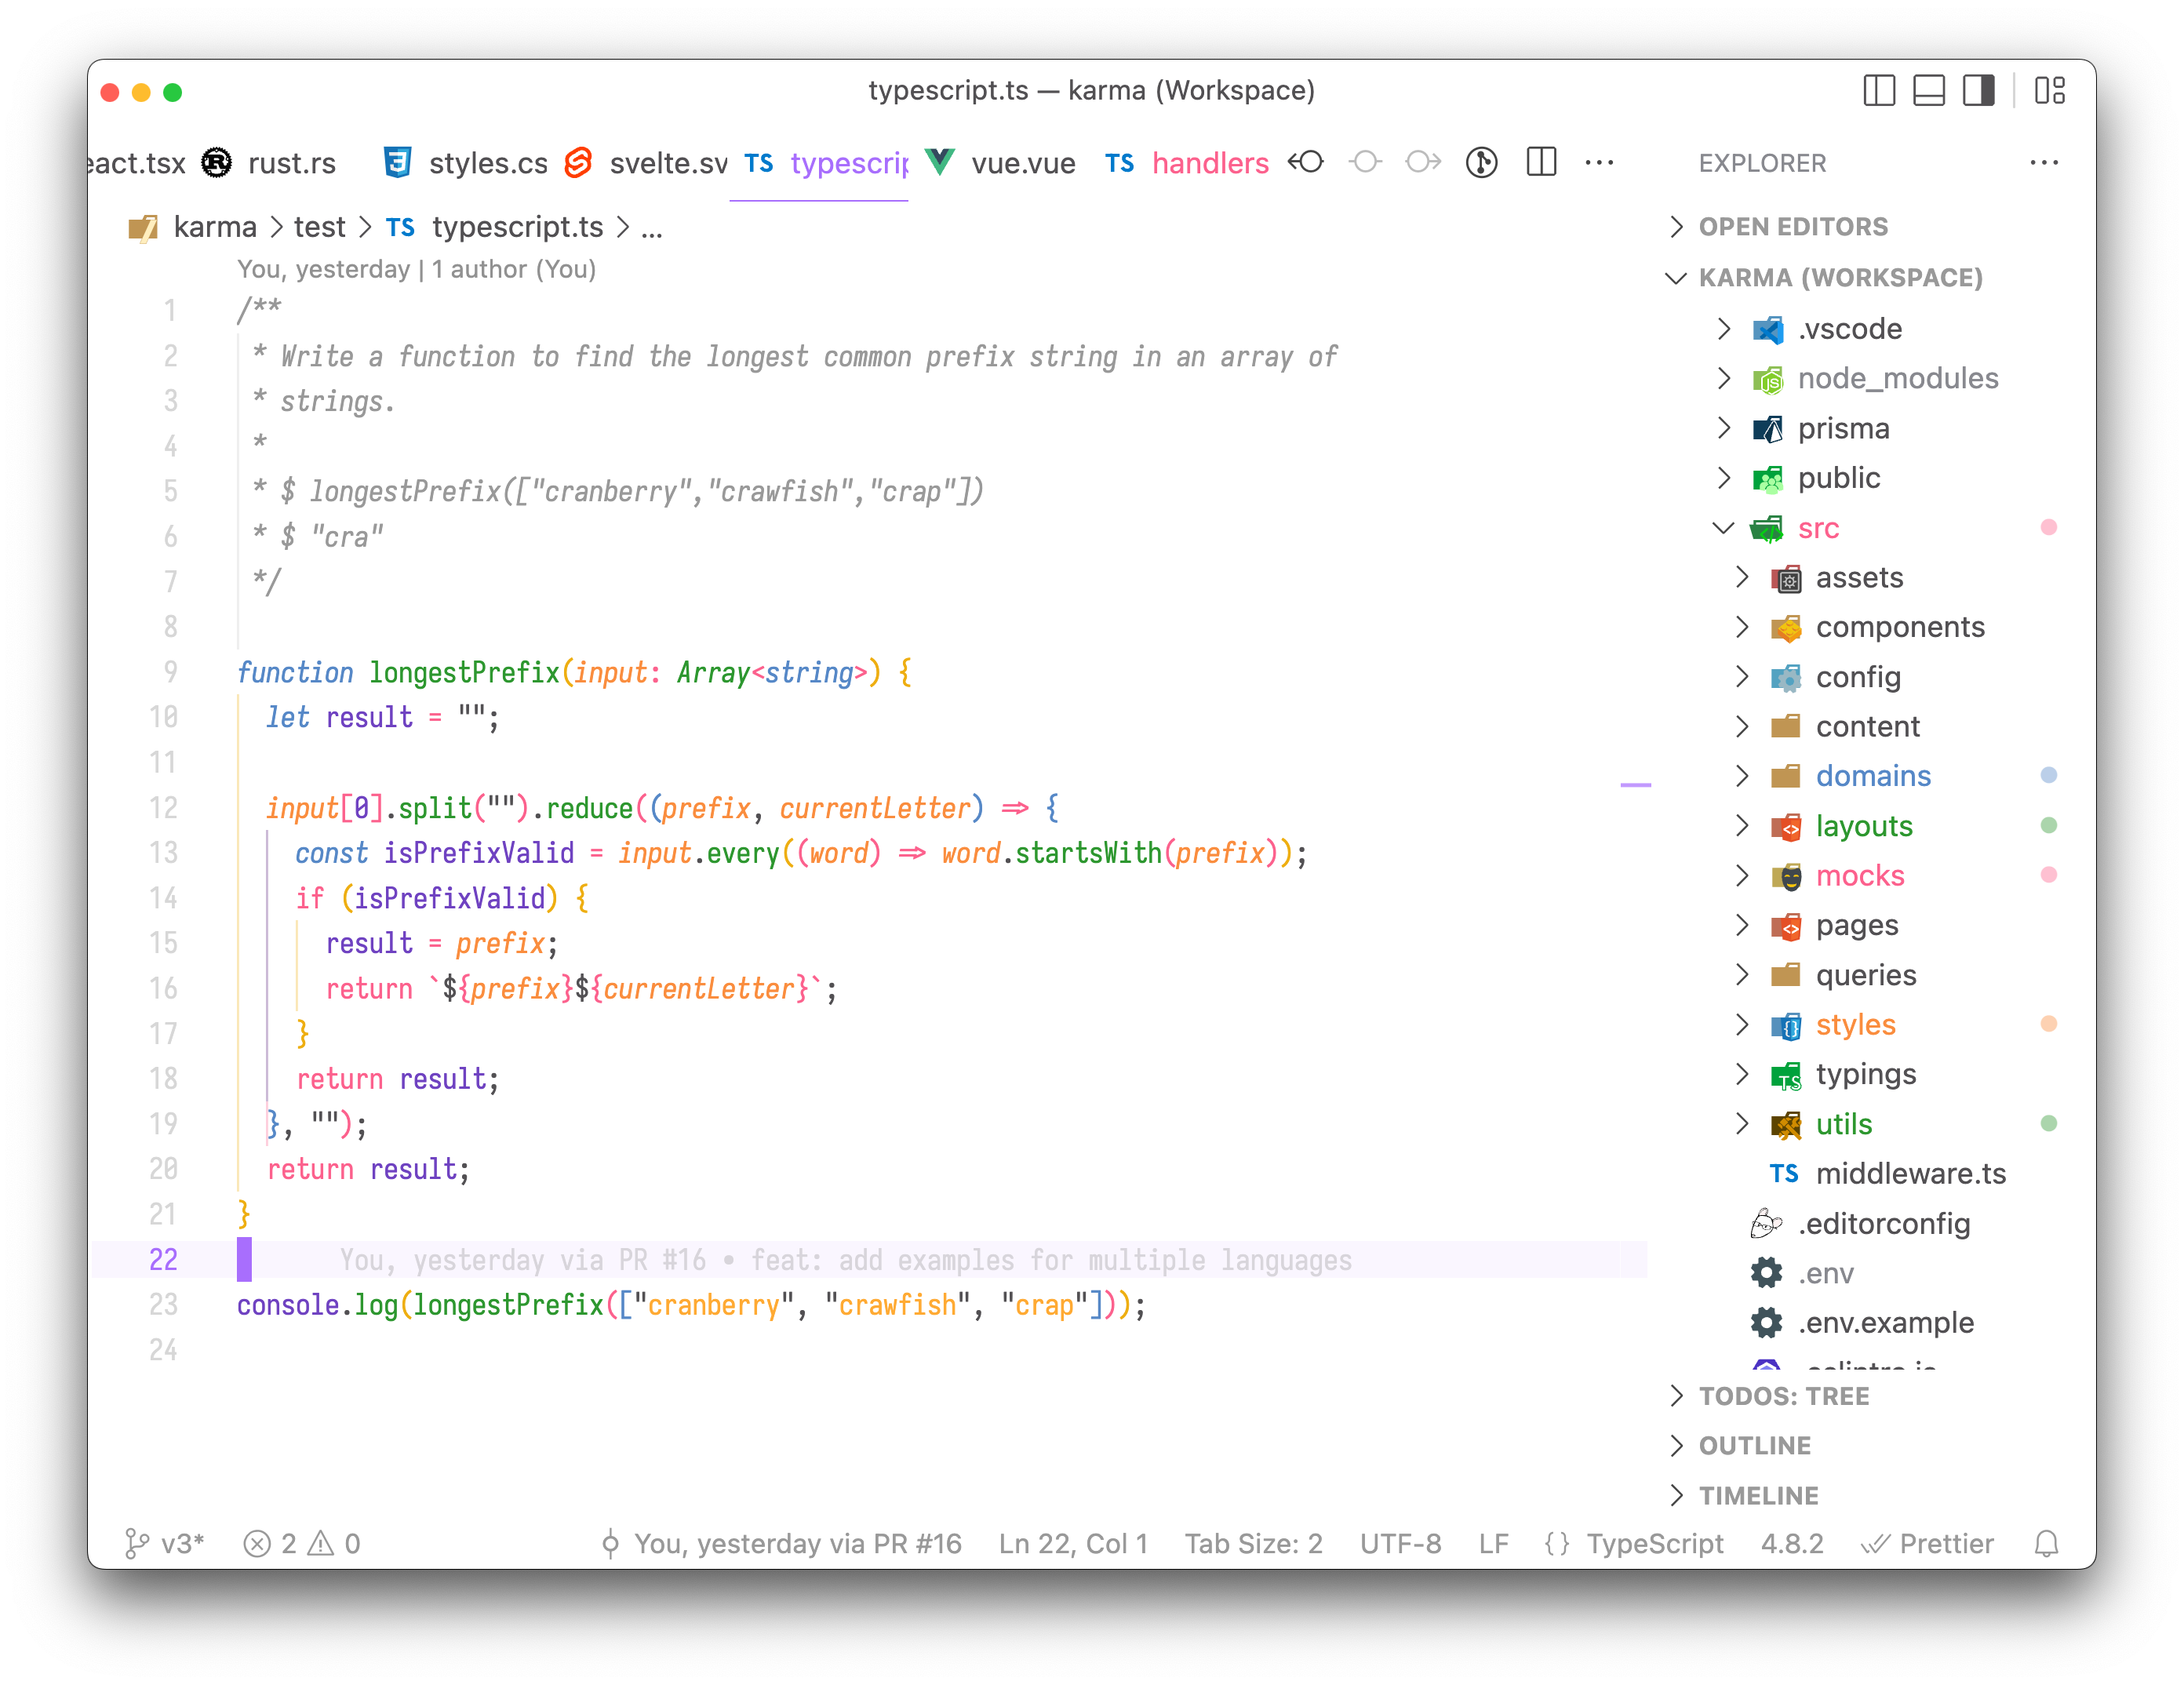 typescript.ts — karma (Workspace)
eact.tsx rust.rs styles.cs svelte.sv TS typescrip vue.vue TS handlers ...
karma > test > TS typescript.ts > ...
You, yesterday | 1 author (You)
1 /**
2 * Write a function to find the longest common prefix string in an array of
3 * strings.
4 *
5 * $ longestPrefix(["cranberry","crawfish","crap"])
6 * $ "cra"
7 */
8
9 function longestPrefix(input: Array<string>) {
10 let result = "";
11
12 input[0].split("").reduce((prefix, currentLetter) => {
13 const isPrefixValid = input.every((word) => word.startsWith(prefix));
14 if (isPrefixValid) {
15 result = prefix;
16 return `${prefix}${currentLetter}`;
17 }
18 return result;
19 }, "");
20 return result;
21 }
22 You, yesterday via PR #16 • feat: add examples for multiple languages
23 console.log(longestPrefix(["cranberry", "crawfish", "crap"]));
24
EXPLORER ...
OPEN EDITORS
KARMA (WORKSPACE)
.vscode
node_modules
prisma
public
src
assets
components
config
content
domains
layouts
mocks
pages
queries
styles
typings
utils
TS middleware.ts
.editorconfig
.env
.env.example
TODOS: TREE
OUTLINE
TIMELINE
v3* 2 0 You, yesterday via PR #16 Ln 22, Col 1 Tab Size: 2 UTF-8 LF {} TypeScript 4.8.2 Prettier